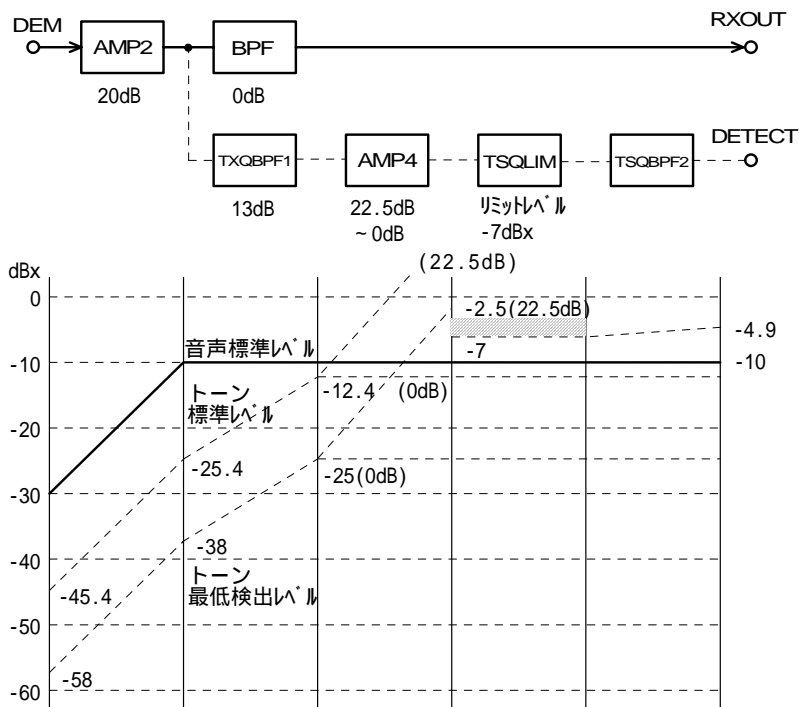 DEM
RXOUT
AMP2
BPF
20dB
0dB
DETECT
TXQBPF1
AMP4
TSQLIM
TSQBPF2
13dB
22.5dB
~0dB
リミットレベル
-7dBx
(22.5dB)
dBx
0
-2.5(22.5dB)
-4.9
音声標準レベル
-7
-10
-10
トーン
標準レベル
-12.4
(0dB)
-20
-25.4
-25(0dB)
-30
-38
-40
トーン
最低検出レベル
-45.4
-50
-58
-60